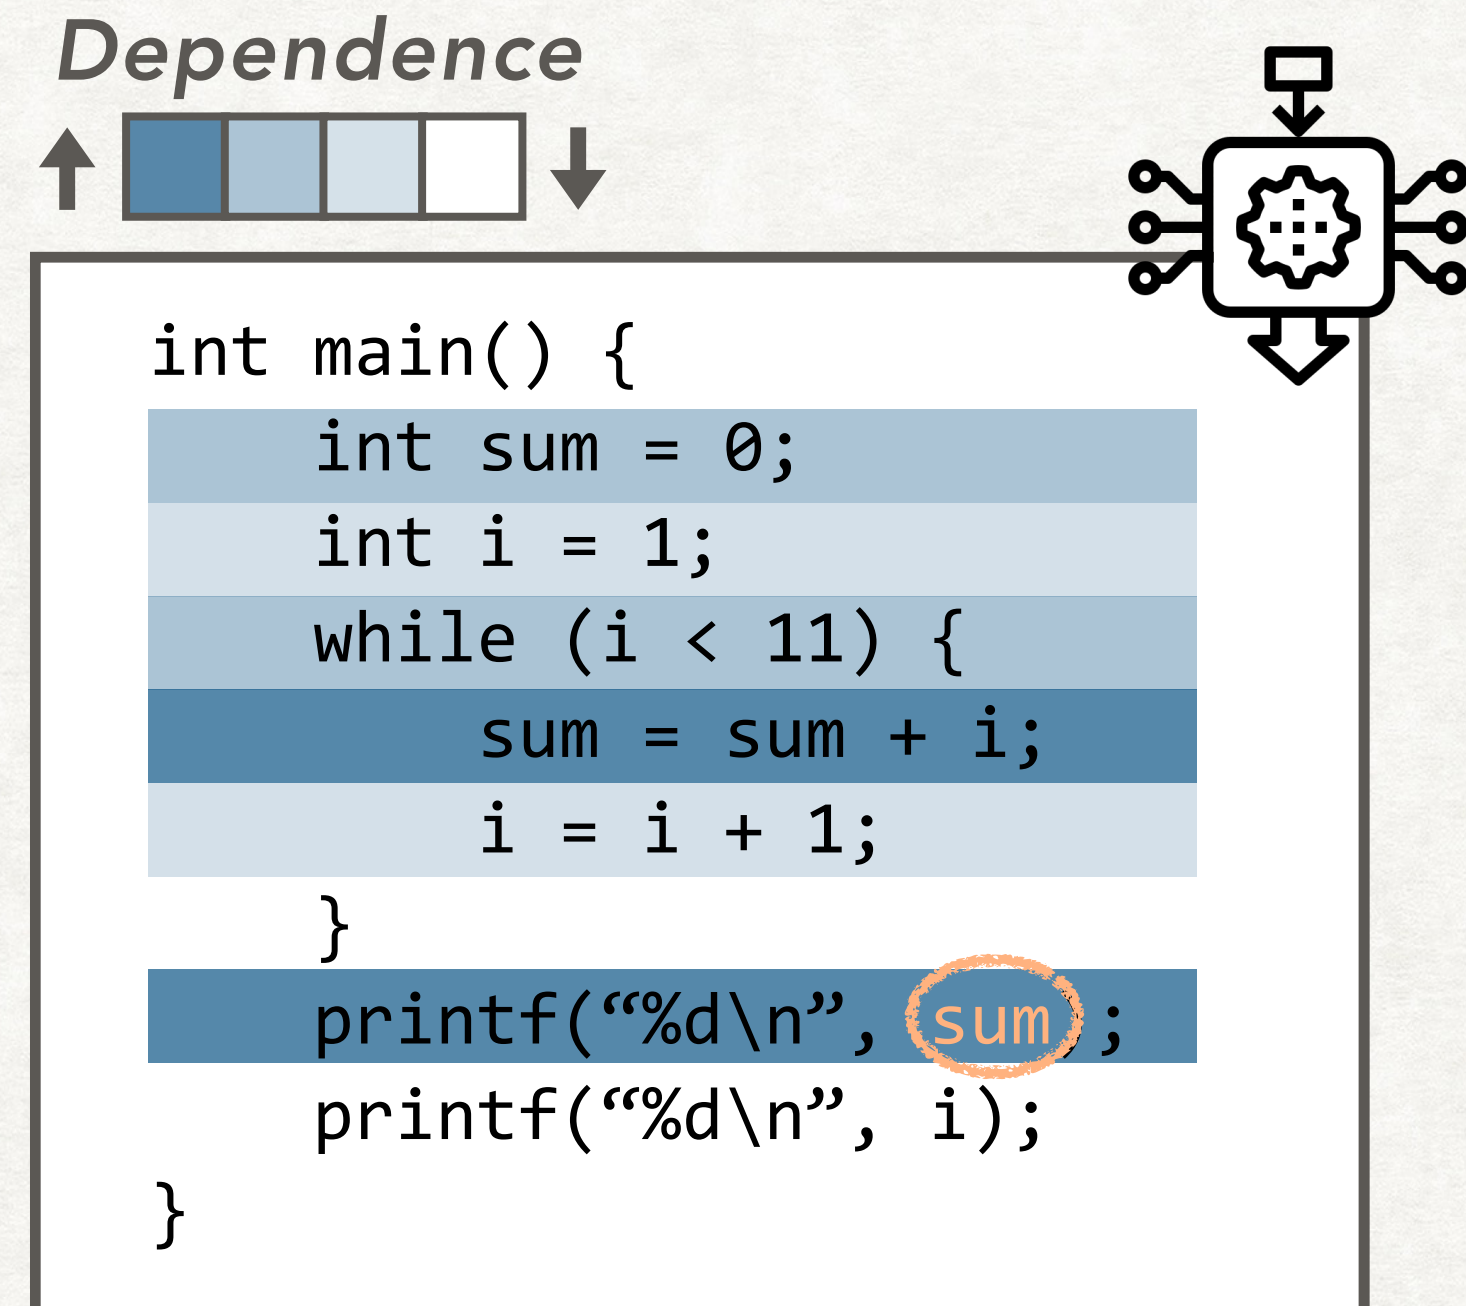 Dependence
int main() {
    int sum = 0;
    int i = 1;
    while (i < 11) {
        sum = sum + i;
        i = i + 1;
    }
    printf(“%d\n”, sum);
    printf(“%d\n”, i);
}